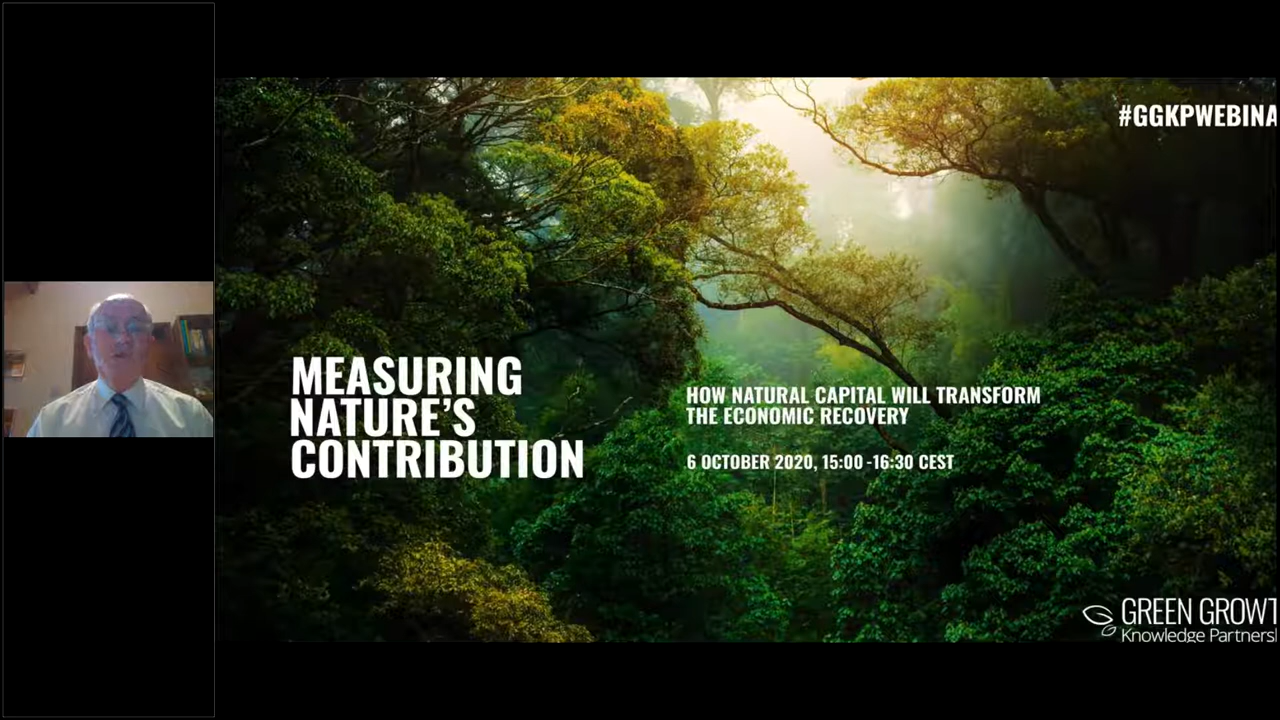 #GGKPWEBINA
MEASURING
NATURE'S
CONTRIBUTION
HOW NATURAL CAPITAL WILL TRANSFORM
THE ECONOMIC RECOVERY
6 OCTOBER 2020, 15:00 -16:30 CEST
GREEN GROWT
Knowledge Partners